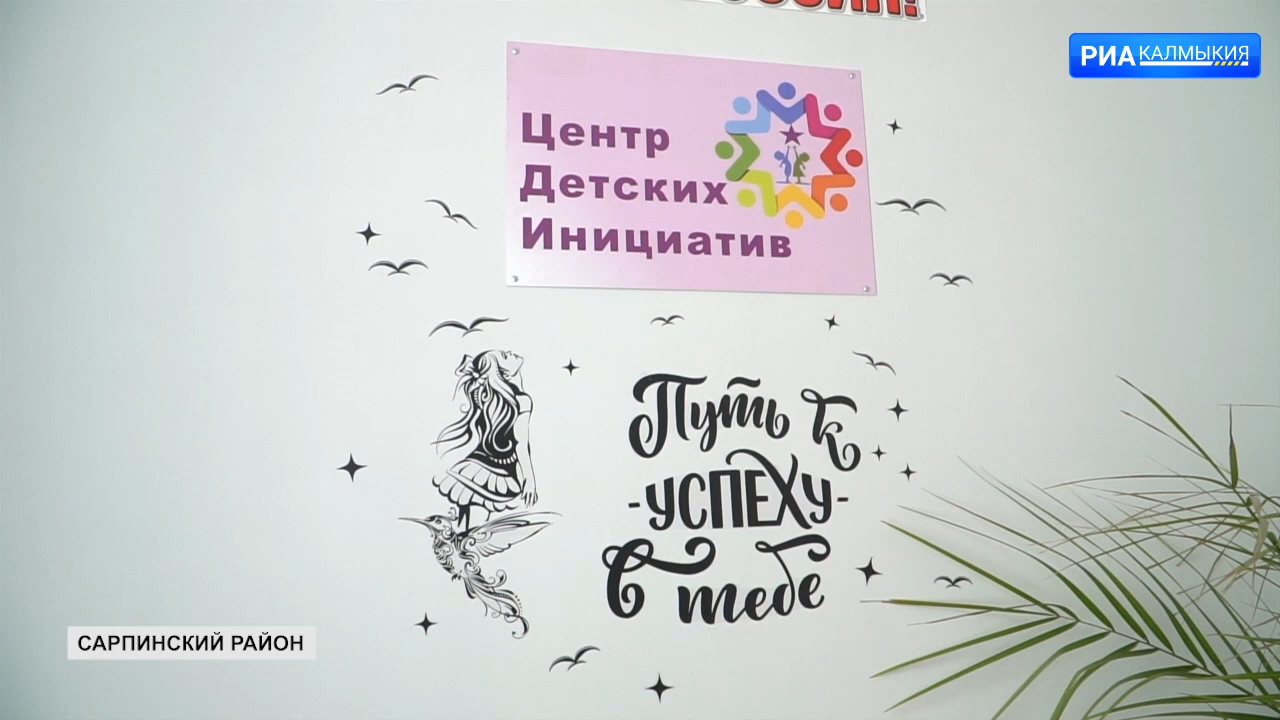 РИА КАЛМЫКИЯ
Центр
Детских
Инициатив
Путь к
-УСПЕХУ-
в тебе
САРПИНСКИЙ РАЙОН